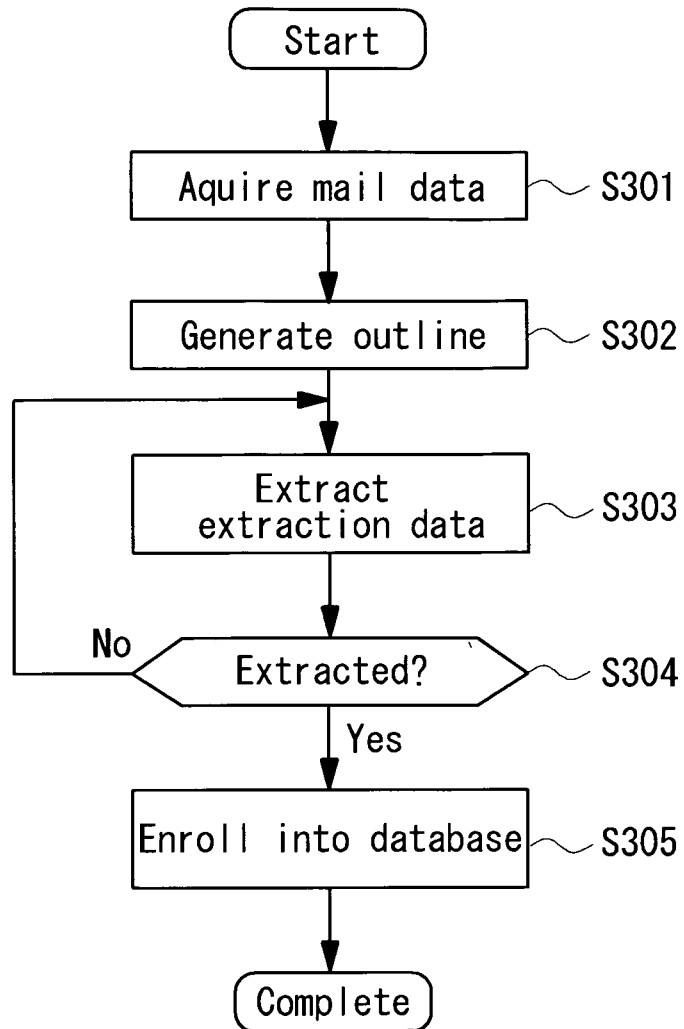 Start
Aquire mail data
S301
Generate outline
S302
Extract
extraction data
S303
No
Extracted?
S304
Yes
Enroll into database
S305
Complete